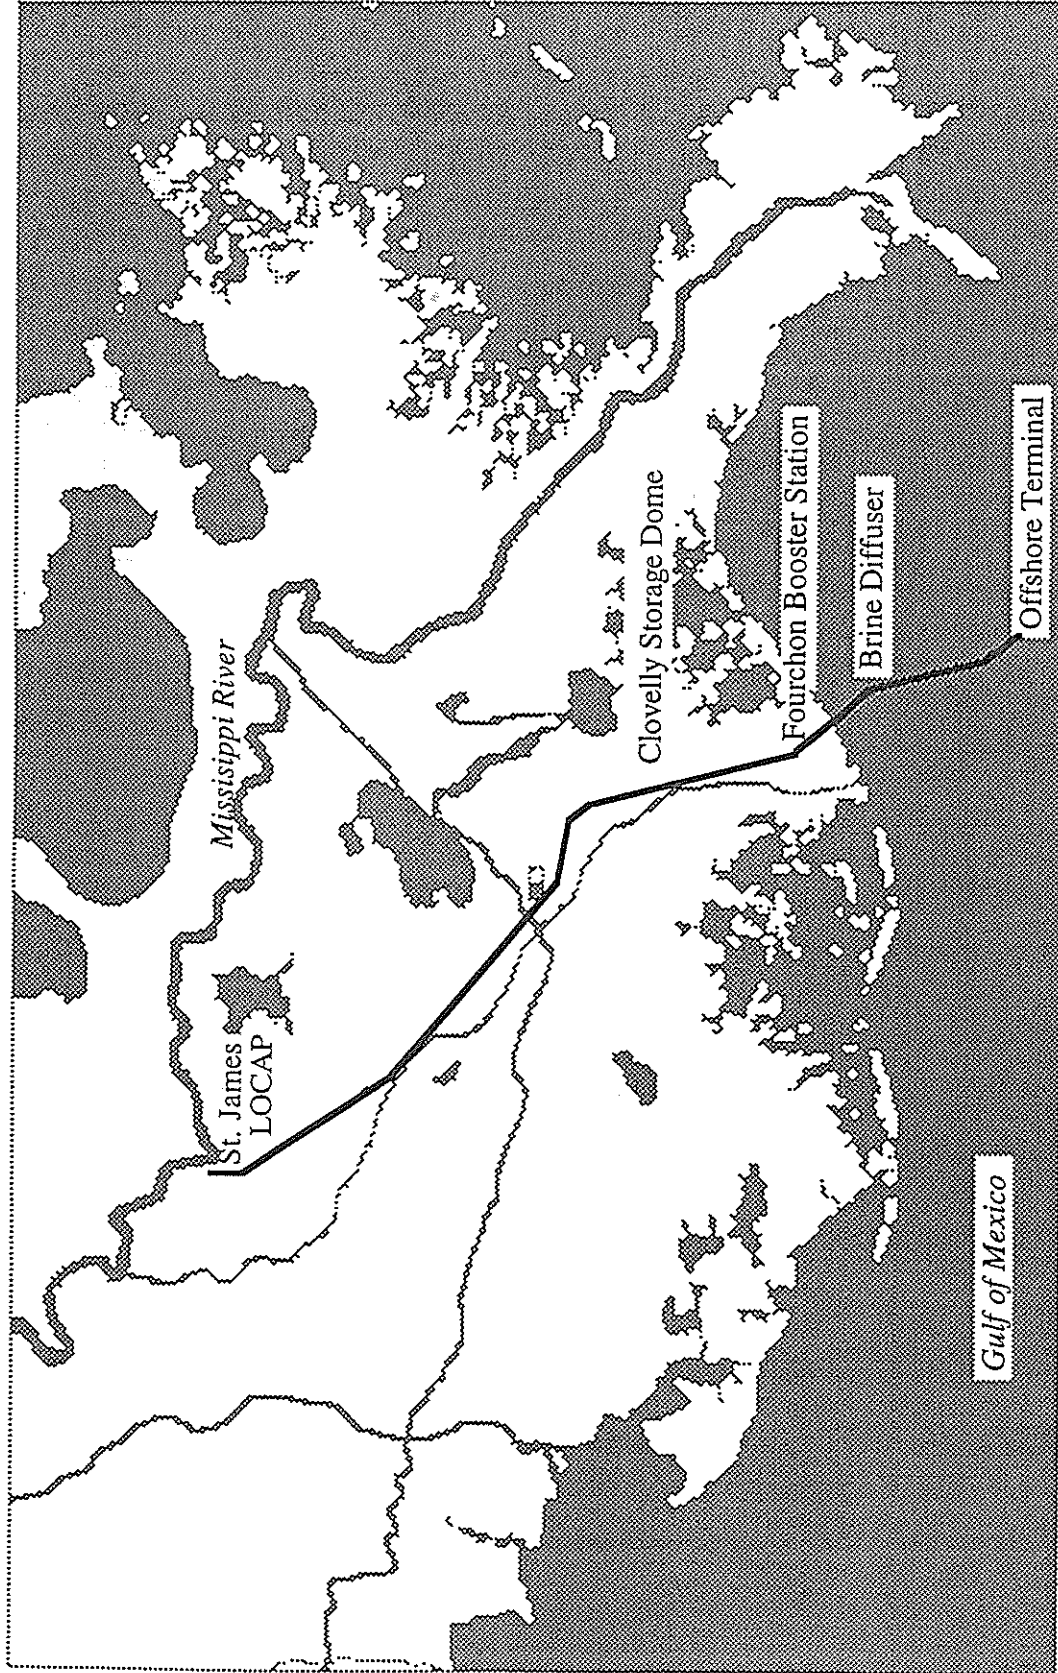 Missisippi River
St. James
LOCAP
Clovelly Storage Dome
Fourchon Booster Station
Brine Diffuser
Offshore Terminal
Gulf of Mexico